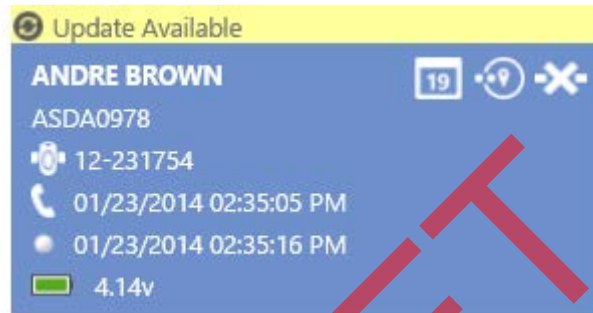 Update Available
ANDRE BROWN
19
ASDA0978
12-231754
01/23/2014 02:35:05 PM
01/23/2014 02:35:16 PM
4.14v